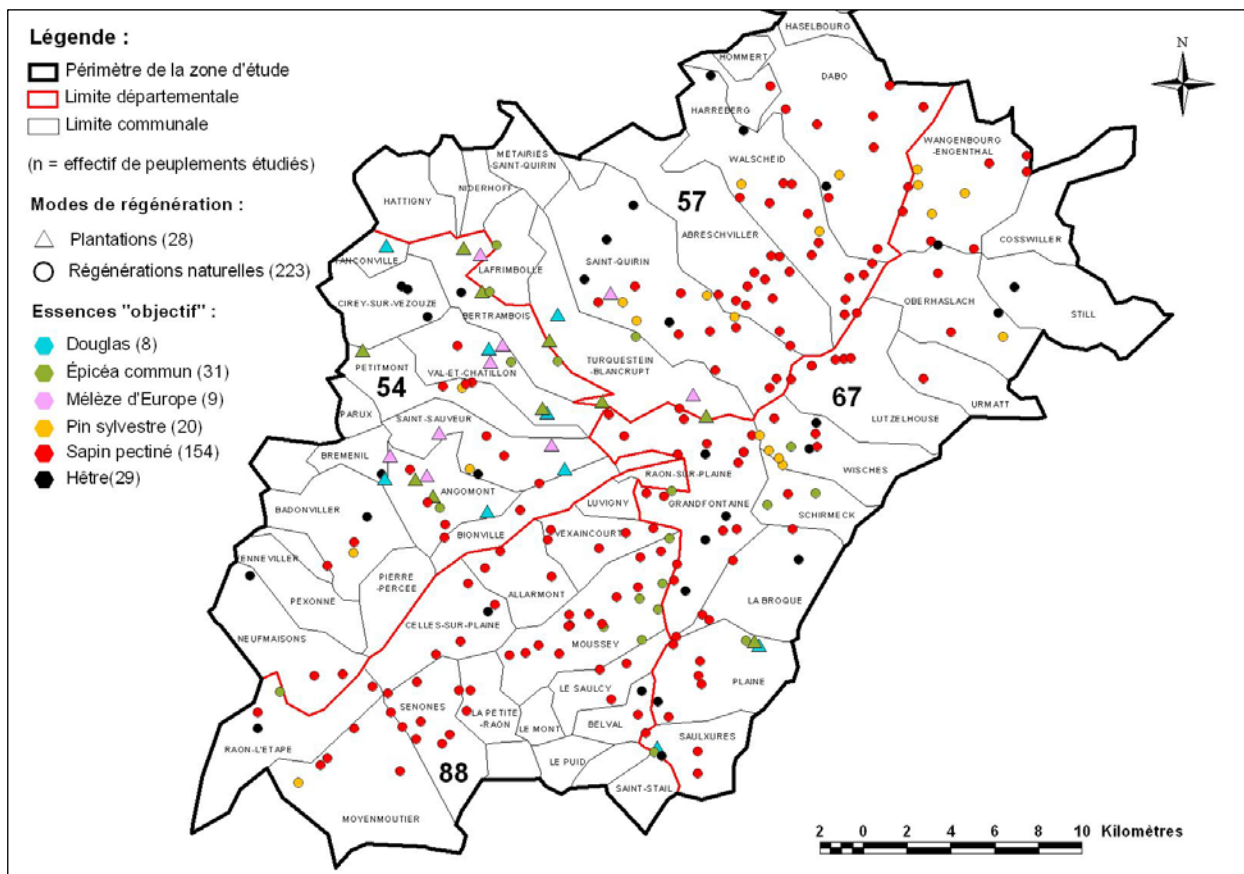 Légende :
Périmètre de la zone d'étude
Limite départementale
Limite communale
(n = effectif de peuplements étudiés)
Modes de régénération :
Plantations (28)
Régénérations naturelles (223)
Essences "objectif" :
Douglas (8)
Épicéa commun (31)
Mélèze d'Europe (9)
Pin sylvestre (20)
Sapin pectiné (154)
Hêtre(29)
N
HASELBOURG
HOMMERT
DABO
HARREBERG
WANGENBOURG
-ENGENTHAL
METAIRIES
-SAINT-QUIRIN
WALSCHEID
NIDERHOFF
HATTIGNY
57
ABRESCHVILLER
COSSWILLER
SAINT-QUIRIN
LAFRIMBOLLE
CIREY-SUR-VEZOUZE
OBERHASLACH
STILL
BERTRAMBOIS
PETITMONT
VAL-ET-CHATILLON
TURQUESTEIN
-BLANCRUPT
54
67
URMATT
PARUX
SAINT-SAUVEUR
LUTZELHOUSE
BREMENIL
WISCHES
RAON-SUR-PLAINE
ANGOMONT
BADONVILLER
LUVIGNY
GRANDFONTAINE
SCHIRMECK
BIONVILLE
VEXAINCOURT
PIERRE
-PERCEE
PEXONNE
ALLARMONT
LA BROQUE
CELLES-SUR-PLAINE
NEUFMAISONS
MOUSSEY
PLAINE
LE SAULCY
SENONES
LA PETITE
-RAON
LE MONT
BELVAL
SAULXURES
RAON-L'ETAPE
88
LE PUID
SAINT-STAIL
MOYENMOUTIER
2 0 2 4 6 8 10 Kilomètres